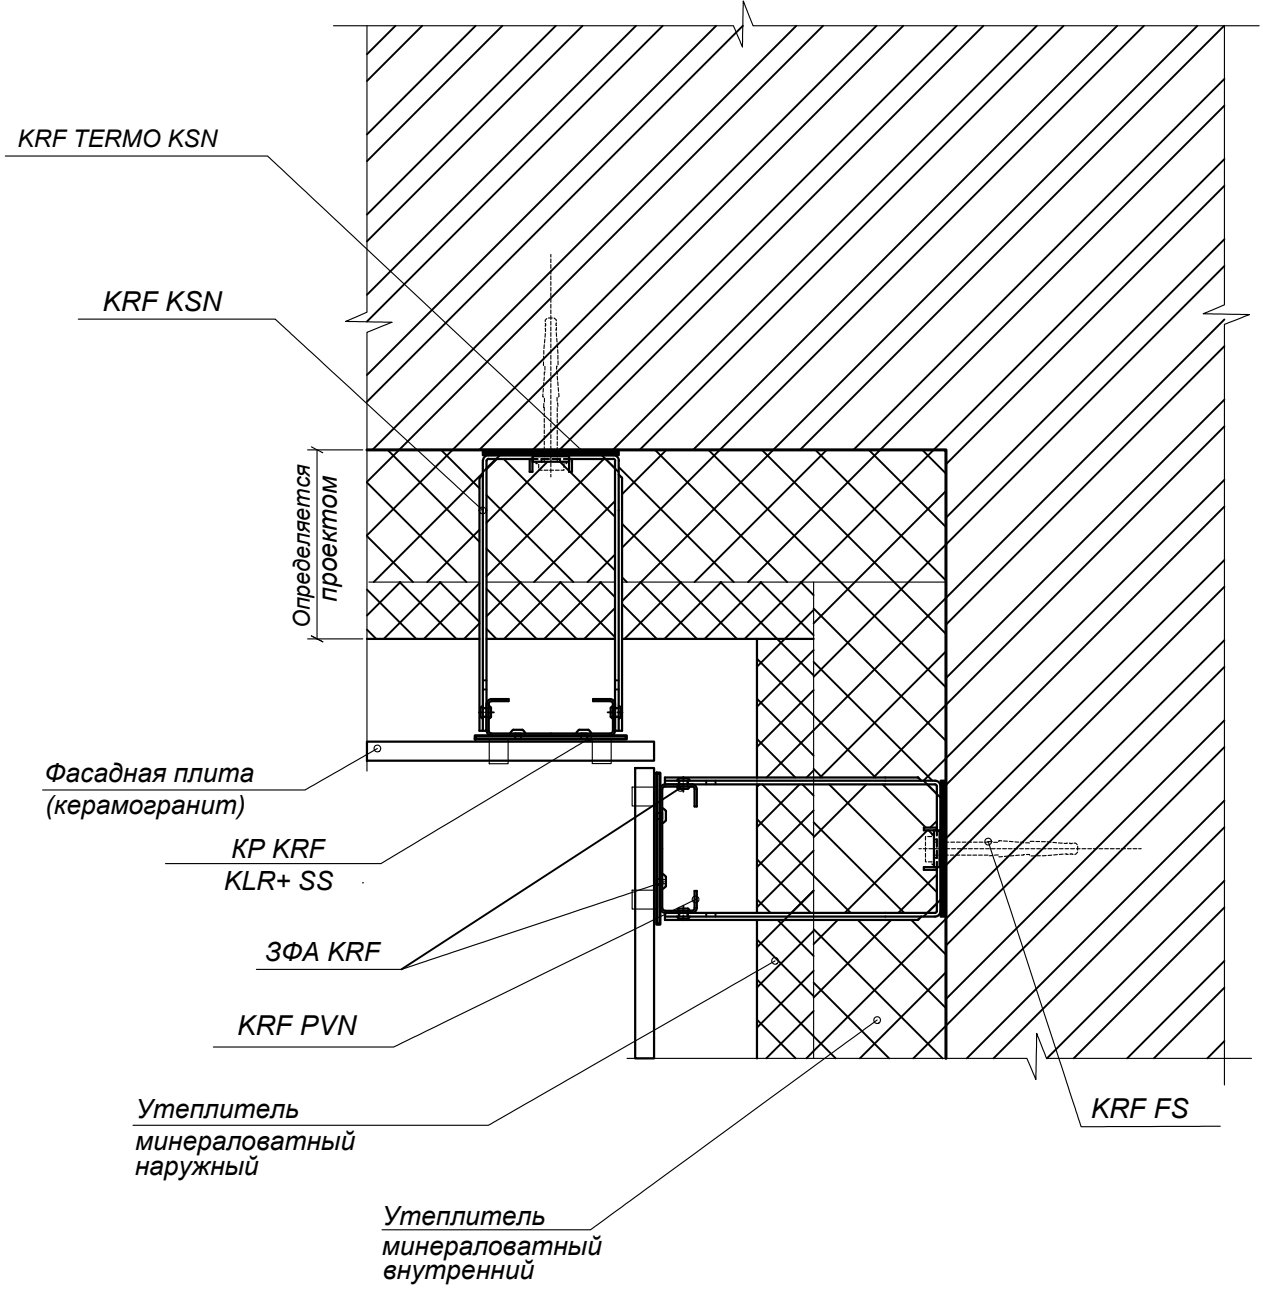 KRF TERMO KSN
KRF KSN
Определяется
проектом
Фасадная плита
(керамогранит)
КР KRF
KLR+ SS
ЗФА KRF
KRF PVN
Утеплитель
минераловатный
наружный
KRF FS
Утеплитель
минераловатный
внутренний